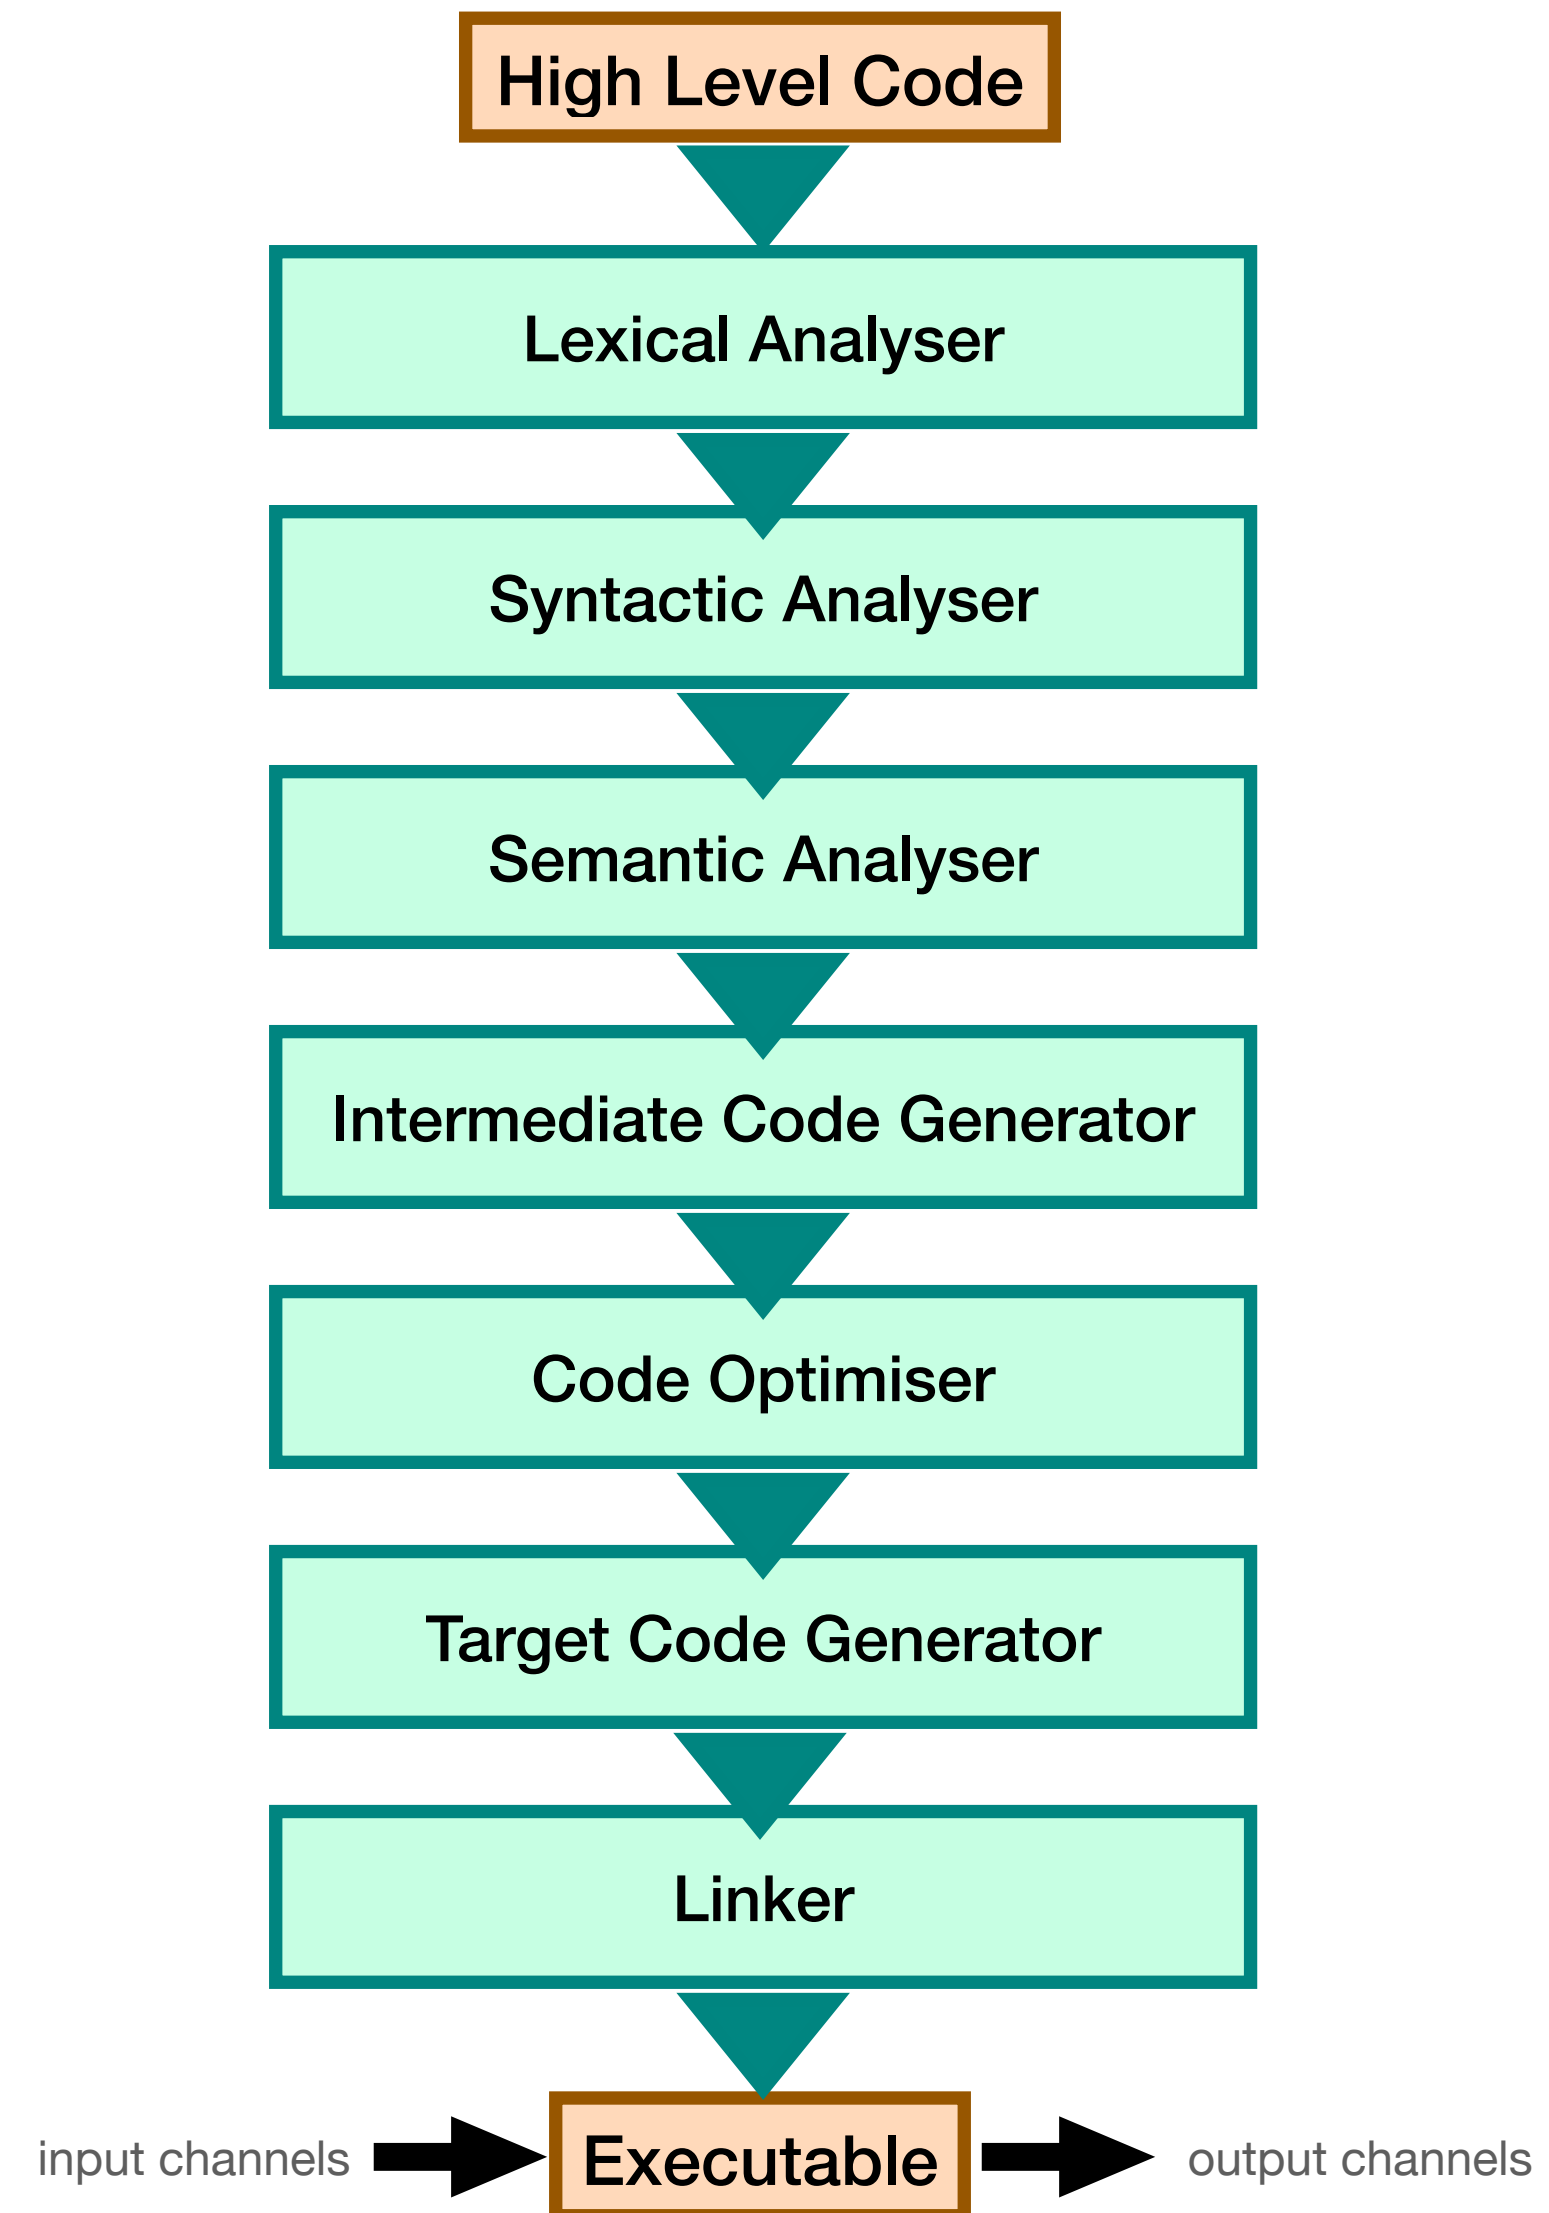 High Level Code
Lexical Analyser
Syntactic Analyser
Semantic Analyser
Intermediate Code Generator
Code Optimiser
Target Code Generator
Linker
input channels
Executable
output channels